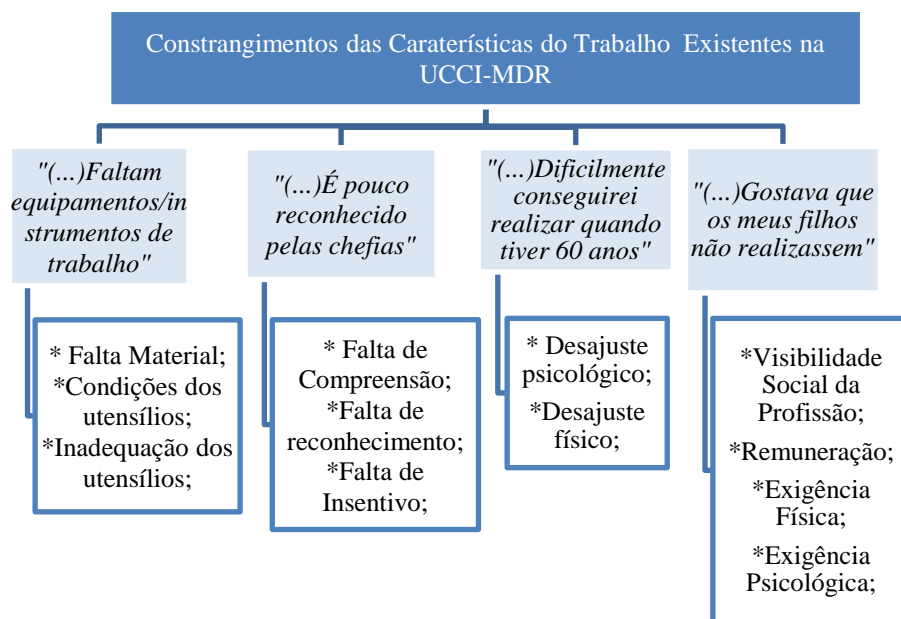 Constrangimentos das Caraterísticas do Trabalho Existentes na
UCCI-MDR
"(...)Faltam
equipamentos/in
strumentos de
trabalho"
"(...)É pouco
reconhecido
pelas chefias"
"(...)Dificilmente
conseguirei
realizar quando
tiver 60 anos"
"(...)Gostava que
os meus filhos
não realizassem"
* Falta Material;
*Condições dos
utensílios;
*Inadequação dos
utensílios;
* Falta de
Compreensão;
*Falta de
reconhecimento;
*Falta de
Insentivo;
* Desajuste
psicológico;
*Desajuste
físico;
*Visibilidade
Social da
Profissão;
*Remuneração;
*Exigência
Física;
*Exigência
Psicológica;